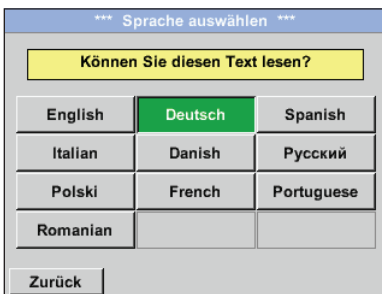 *** Sprache auswählen ***
Können Sie diesen Text lesen?
English Deutsch Spanish
Italian Danish Русский
Polski French Portuguese
Romanian
Zurück